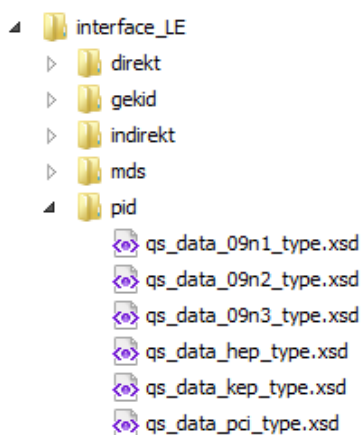 interface_LE
direkt
gekid
indirekt
mds
pid
qs_data_09n1_type.xsd
qs_data_09n2_type.xsd
qs_data_09n3_type.xsd
qs_data_hep_type.xsd
qs_data_kep_type.xsd
qs_data_pci_type.xsd